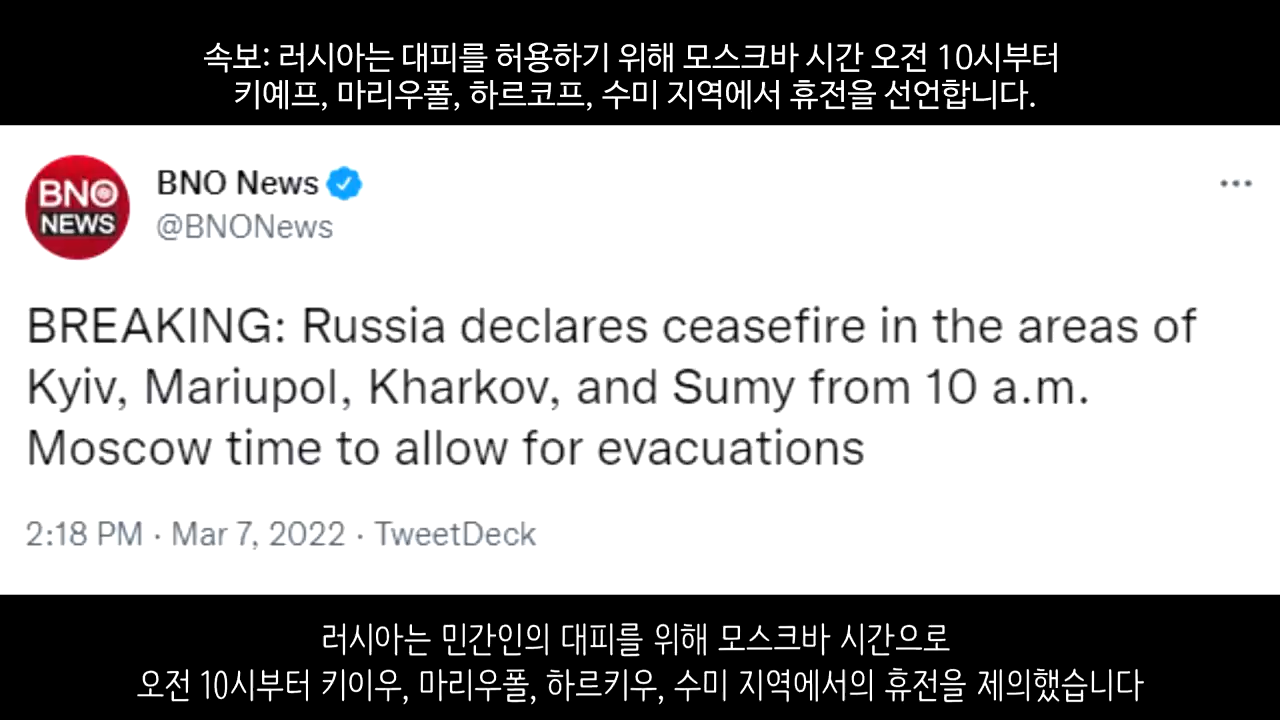 속보: 러시아는 대피를 허용하기 위해 모스크바 시간 오전 10시부터
키예프, 마리우폴, 하르코프, 수미 지역에서 휴전을 선언합니다.
BNO NEWS
BNO News
@BNONews
BREAKING: Russia declares ceasefire in the areas of
Kyiv, Mariupol, Kharkov, and Sumy from 10 a.m.
Moscow time to allow for evacuations
2:18 PM · Mar 7, 2022 · TweetDeck
러시아는 민간인의 대피를 위해 모스크바 시간으로
오전 10시부터 키이우, 마리우폴, 하르키우, 수미 지역에서의 휴전을 제의했습니다